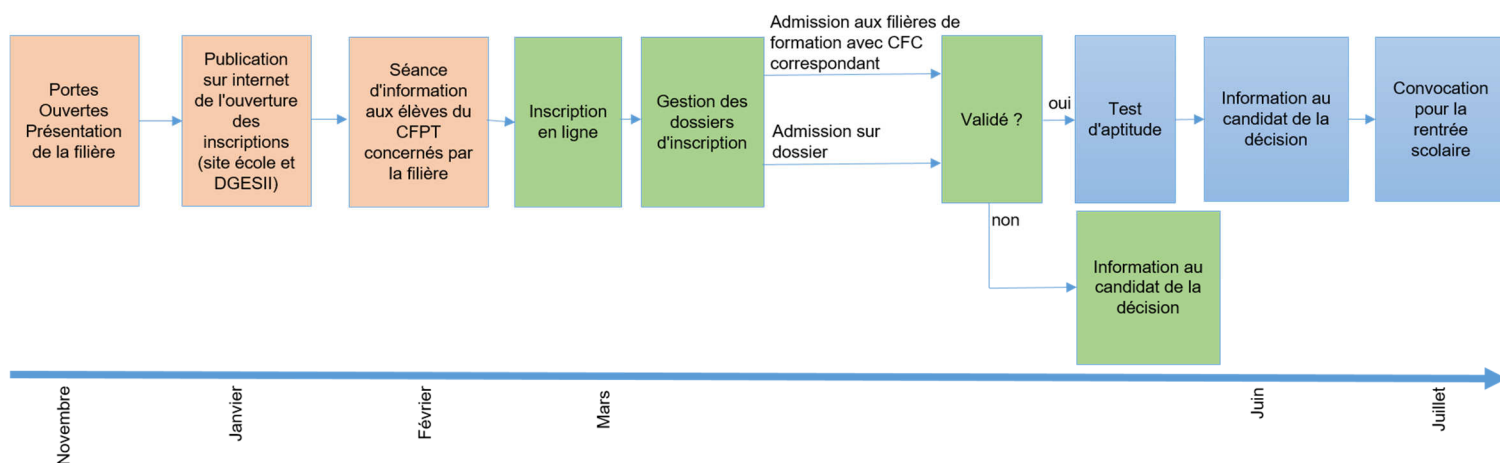 Portes
Ouvertes
Présentation
de la filière
Publication
sur internet
de l'ouverture
des
inscriptions
(site école et
DGESII)
Séance
d'information
aux élèves du
CFPT
concernés par
la filière
Inscription
en ligne
Gestion des
dossiers
d'inscription
Admission aux filières de
formation avec CFC
correspondant
Admission sur
dossier
Validé ?
oui
non
Test
d'aptitude
Information au
candidat de la
décision
Convocation
pour la
rentrée
scolaire
Information au
candidat de la
décision
Novembre
Janvier
Février
Mars
Juin
Juillet